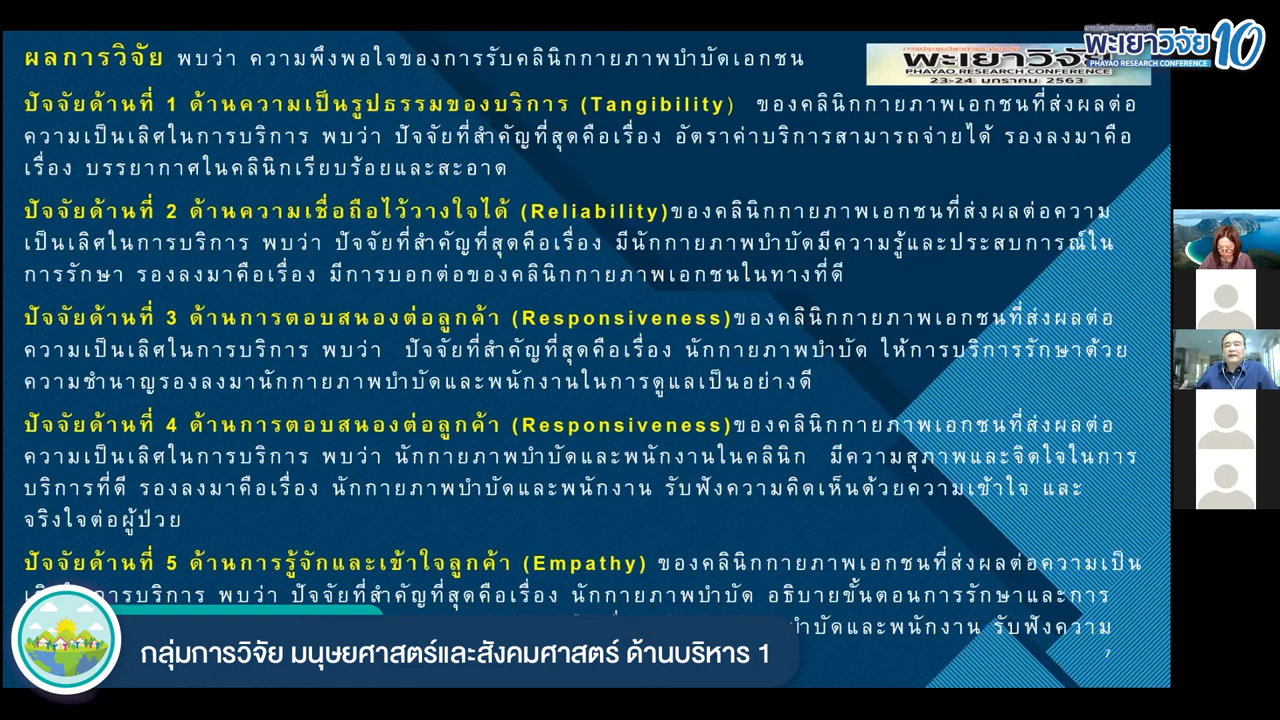 ผลการวิจัย พบว่า ความพึงพอใจของการรับคลินิกกายภาพบำบัดเอกชน
พะเยาวิจัย
PHAYAO RESEARCH CONFERENCE
23-24 มกราคม 2563
พะเยาวิจัย 10
PHAYAO RESEARCH CONFERENCE
ปัจจัยด้านที่ 1 ด้านความเป็นรูปธรรมของบริการ (Tangibility) ของคลินิกกายภาพเอกชนที่ส่งผลต่อ
ความเป็นเลิศในการบริการ พบว่า ปัจจัยที่สำคัญที่สุดคือเรื่อง อัตราค่าบริการสามารถจ่ายได้ รองลงมาคือ
เรื่อง บรรยากาศในคลินิกเรียบร้อยและสะอาด
ปัจจัยด้านที่ 2 ด้านความเชื่อถือไว้วางใจได้ (Reliability)ของคลินิกกายภาพเอกชนที่ส่งผลต่อความ
เป็นเลิศในการบริการ พบว่า ปัจจัยที่สำคัญที่สุดคือเรื่อง มีนักกายภาพบำบัดมีความรู้และประสบการณ์ใน
การรักษา รองลงมาคือเรื่อง มีการบอกต่อของคลินิกกายภาพเอกชนในทางที่ดี
ปัจจัยด้านที่ 3 ด้านการตอบสนองต่อลูกค้า (Responsiveness)ของคลินิกกายภาพเอกชนที่ส่งผลต่อ
ความเป็นเลิศในการบริการ พบว่า ปัจจัยที่สำคัญที่สุดคือเรื่อง นักกายภาพบำบัด ให้การบริการรักษาด้วย
ความชำนาญรองลงมานักกายภาพบำบัดและพนักงานในการดูแลเป็นอย่างดี
ปัจจัยด้านที่ 4 ด้านการตอบสนองต่อลูกค้า (Responsiveness)ของคลินิกกายภาพเอกชนที่ส่งผลต่อ
ความเป็นเลิศในการบริการ พบว่า นักกายภาพบำบัดและพนักงานในคลินิก มีความสุภาพและจิตใจในการ
บริการที่ดี รองลงมาคือเรื่อง นักกายภาพบำบัดและพนักงาน รับฟังความคิดเห็นด้วยความเข้าใจ และ
จริงใจต่อผู้ป่วย
ปัจจัยด้านที่ 5 ด้านการรู้จักและเข้าใจลูกค้า (Empathy) ของคลินิกกายภาพเอกชนที่ส่งผลต่อความเป็น
การบริการ พบว่า ปัจจัยที่สำคัญที่สุดคือเรื่อง นักกายภาพบำบัด อธิบายขั้นตอนการรักษาและการ
บำบัดและพนักงาน รับฟังความ
กลุ่มการวิจัย มนุษยศาสตร์และสังคมศาสตร์ ด้านบริหาร 1
7